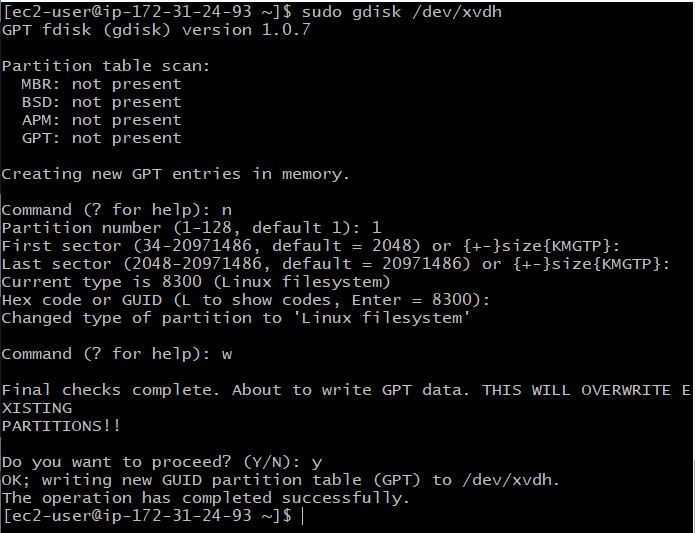 [ec2-user@ip-172-31-24-93 ~]$ sudo gdisk /dev/xvdh
GPT fdisk (gdisk) version 1.0.7
Partition table scan:
  MBR: not present
  BSD: not present
  APM: not present
  GPT: not present
Creating new GPT entries in memory.
Command (? for help): n
Partition number (1-128, default 1): 1
First sector (34-20971486, default = 2048) or {+-}size{KMGTP}:
Last sector (2048-20971486, default = 20971486) or {+-}size{KMGTP}:
Current type is 8300 (Linux filesystem)
Hex code or GUID (L to show codes, Enter = 8300):
Changed type of partition to 'Linux filesystem'
Command (? for help): w
Final checks complete. About to write GPT data. THIS WILL OVERWRITE E
XISTING
PARTITIONS!!
Do you want to proceed? (Y/N): y
OK; writing new GUID partition table (GPT) to /dev/xvdh.
The operation has completed successfully.
[ec2-user@ip-172-31-24-93 ~]$